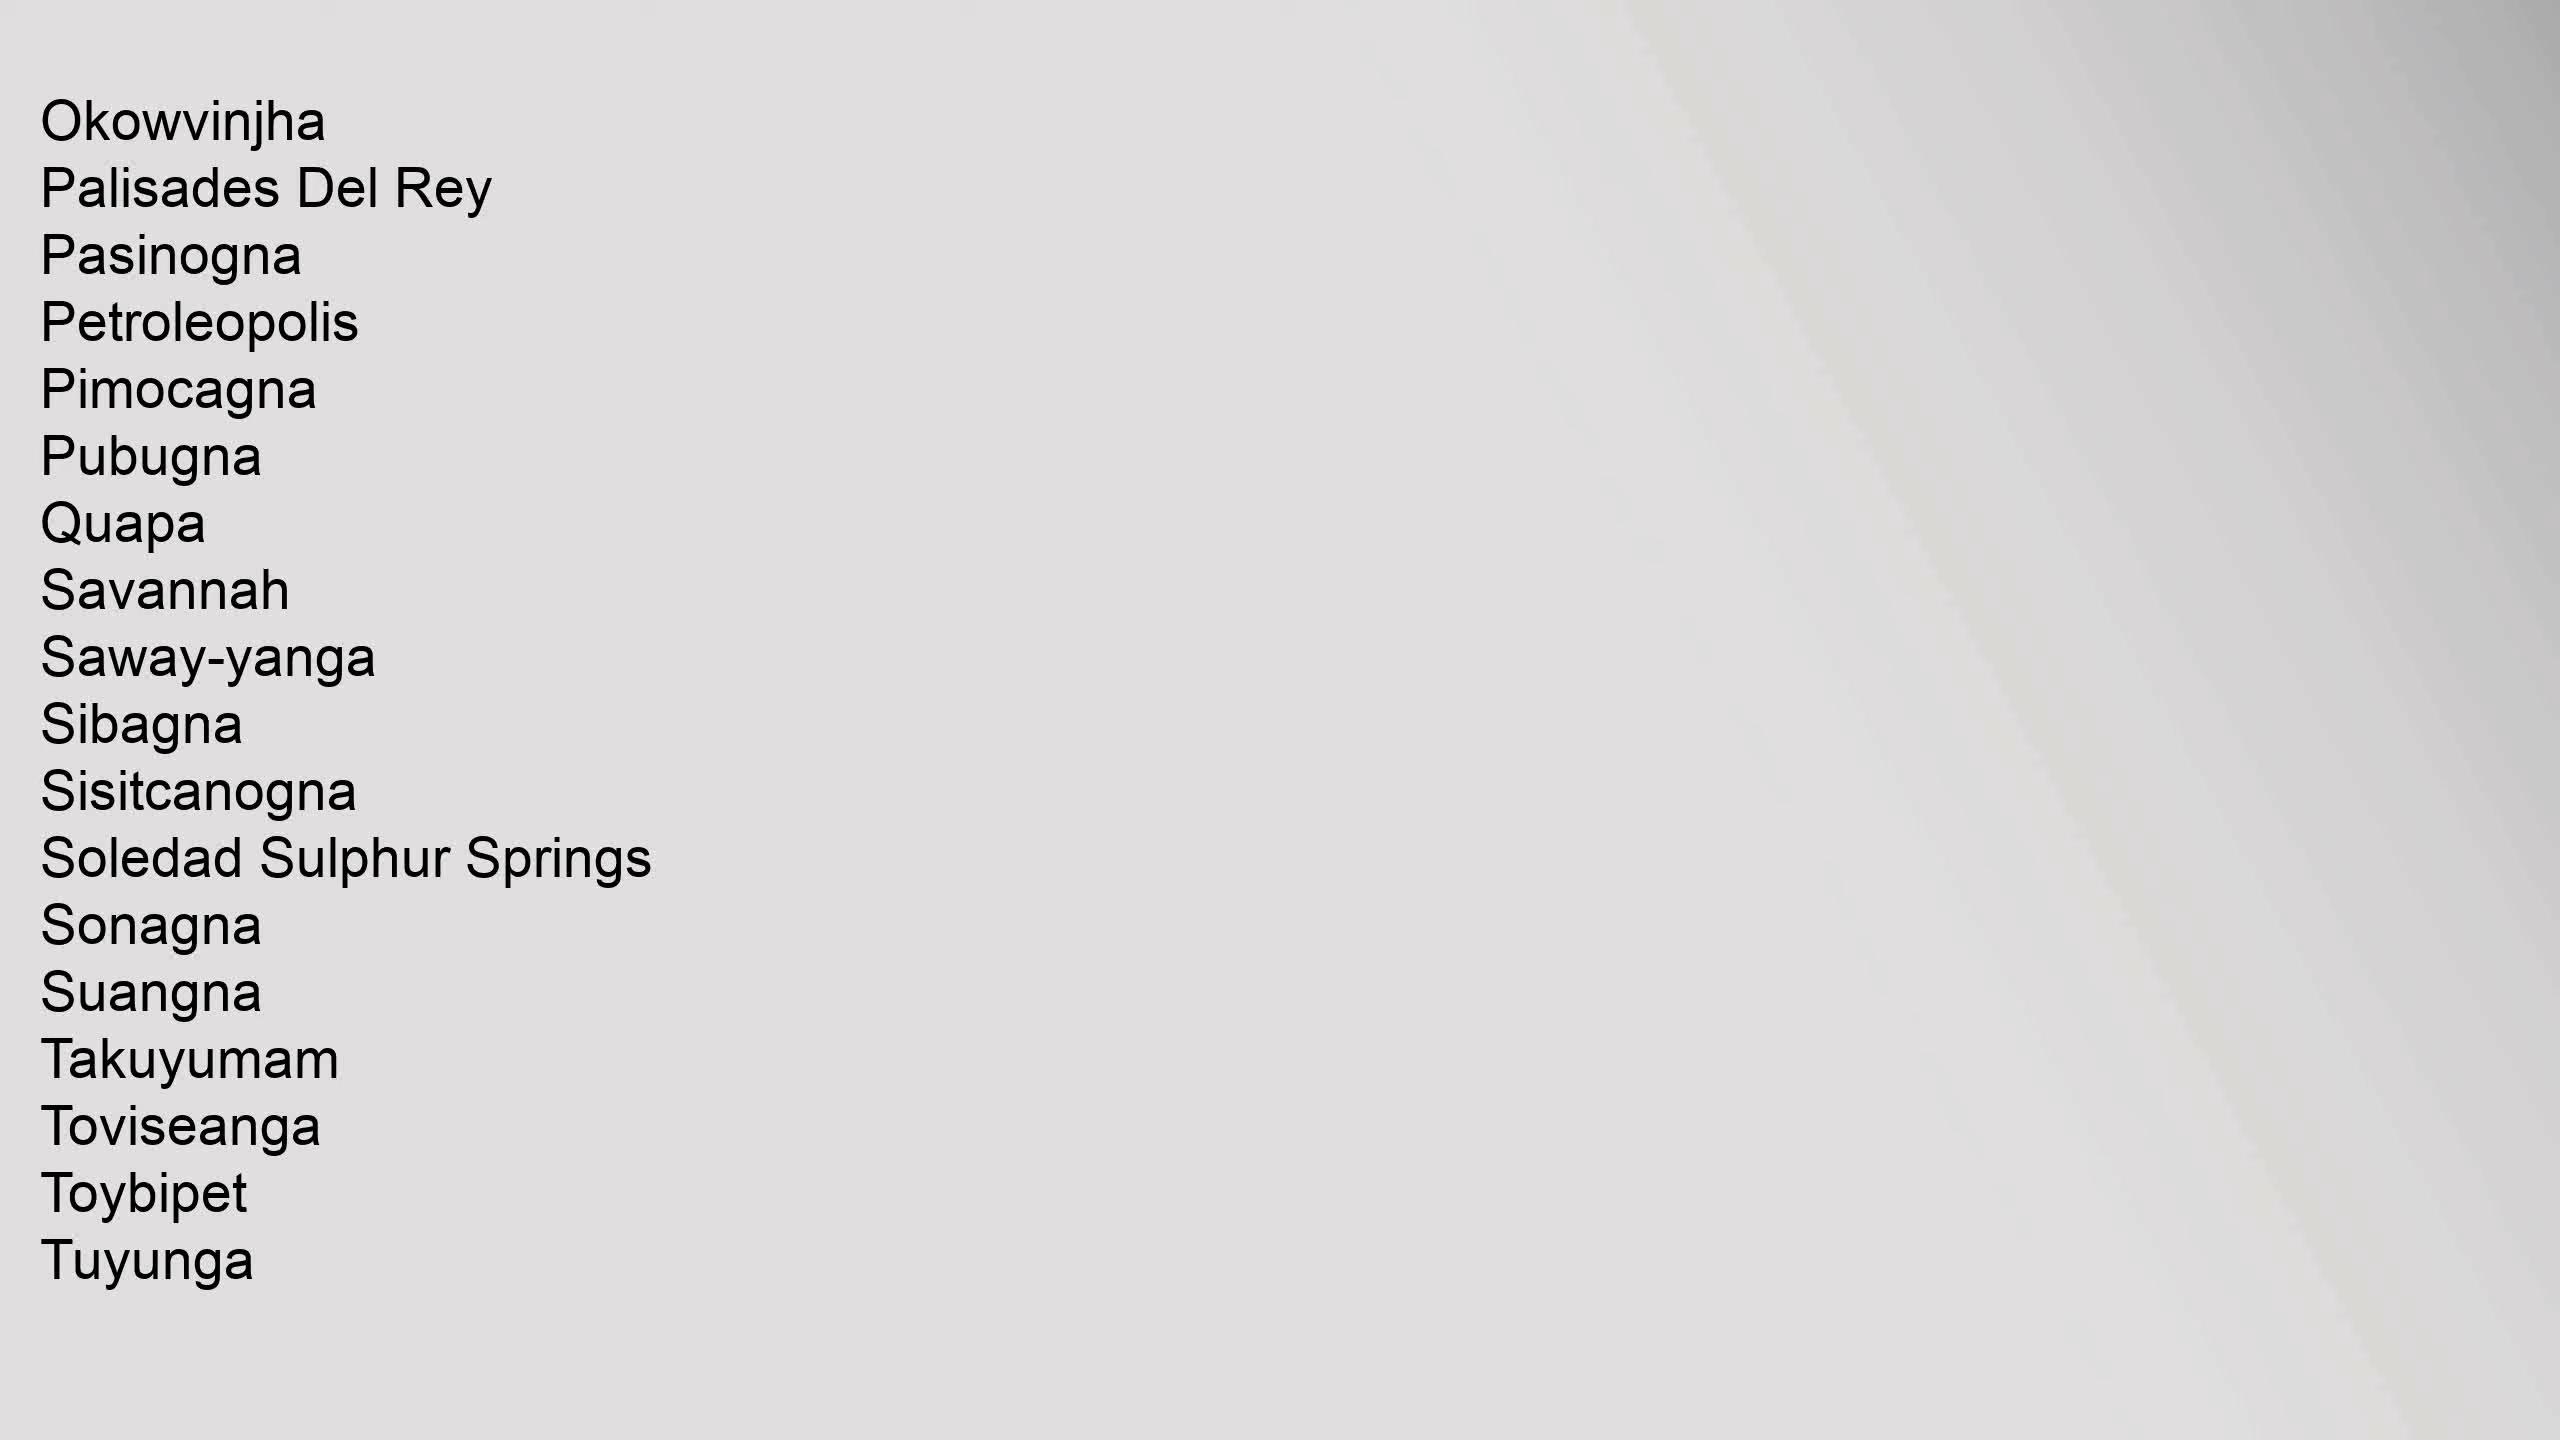 Okowvinjha
Palisades Del Rey
Pasinogna
Petroleopolis
Pimocagna
Pubugna
Quapa
Savannah
Saway-yanga
Sibagna
Sisitcanogna
Soledad Sulphur Springs
Sonagna
Suangna
Takuyumam
Toviseanga
Toybipet
Tuyunga